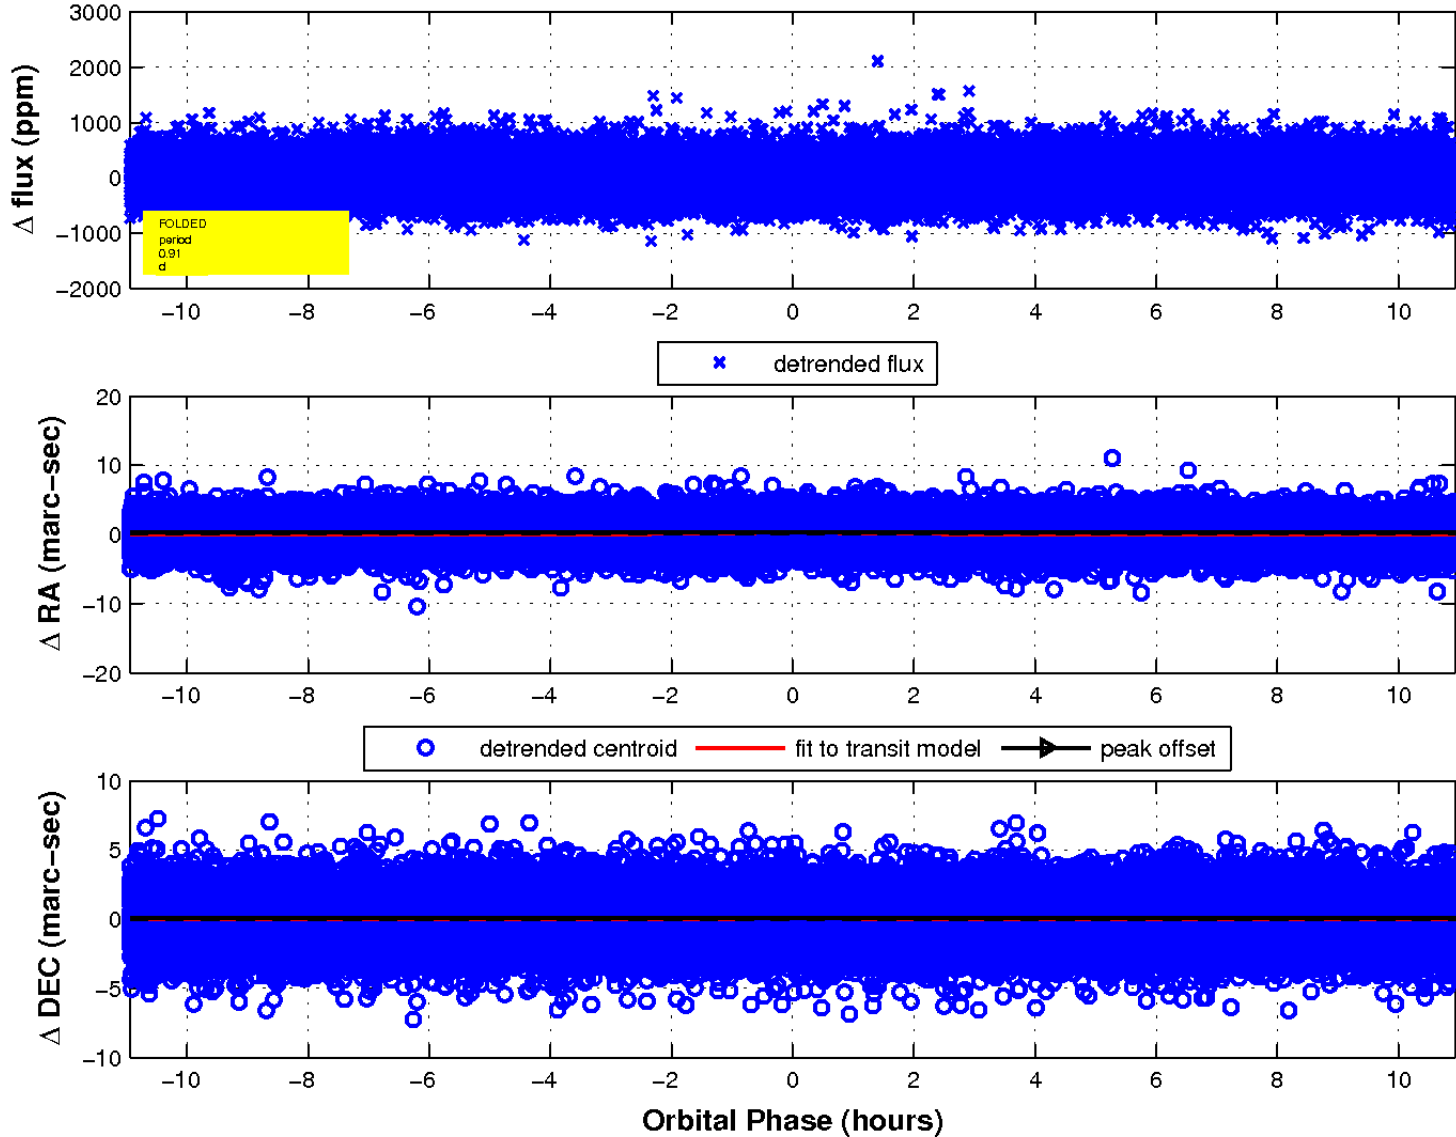 3000
2000
1000
0
−1000
−2000
Δ flux (ppm)
FOLDED
period
0.91
d
−10 −8 −6 −4 −2 0 2 4 6 8 10
detrended flux
20
10
0
−10
−20
Δ RA (marc−sec)
−10 −8 −6 −4 −2 0 2 4 6 8 10
detrended centroid fit to transit model peak offset
10
5
0
−5
−10
Δ DEC (marc−sec)
−10 −8 −6 −4 −2 0 2 4 6 8 10
Orbital Phase (hours)